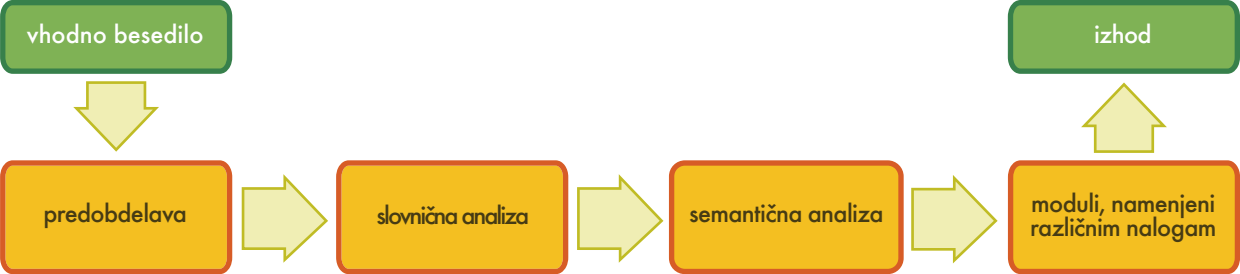 vhodno besedilo
izhod
predobdelava
slovnična analiza
semantična analiza
moduli, namenjeni
različnim nalogam